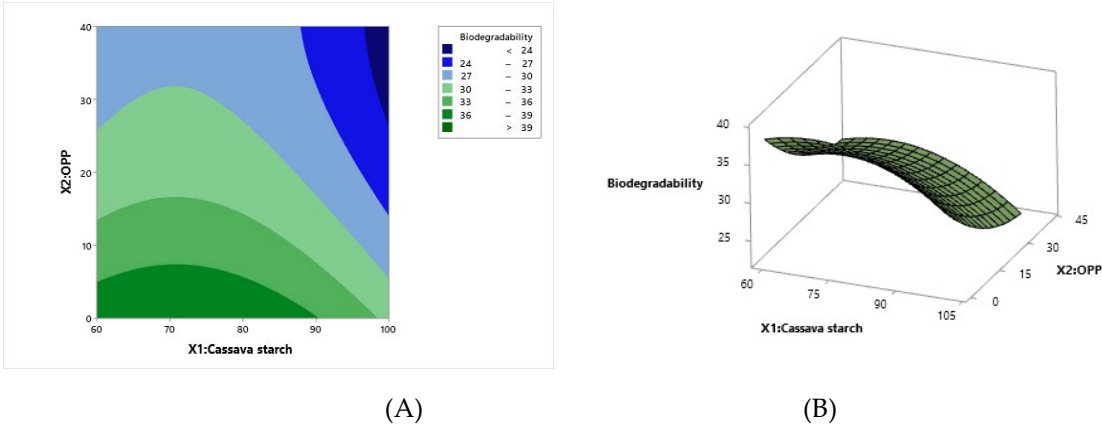 Biodegradability
< 24
24 – 27
27 – 30
30 – 33
33 – 36
36 – 39
> 39
40
30
20
10
0
X2:OPP
60 70 80 90 100
X1:Cassava starch
(A)
40
35
30
25
Biodegradability
60
75
90
105
X1:Cassava starch
45
30
15
0
X2:OPP
(B)